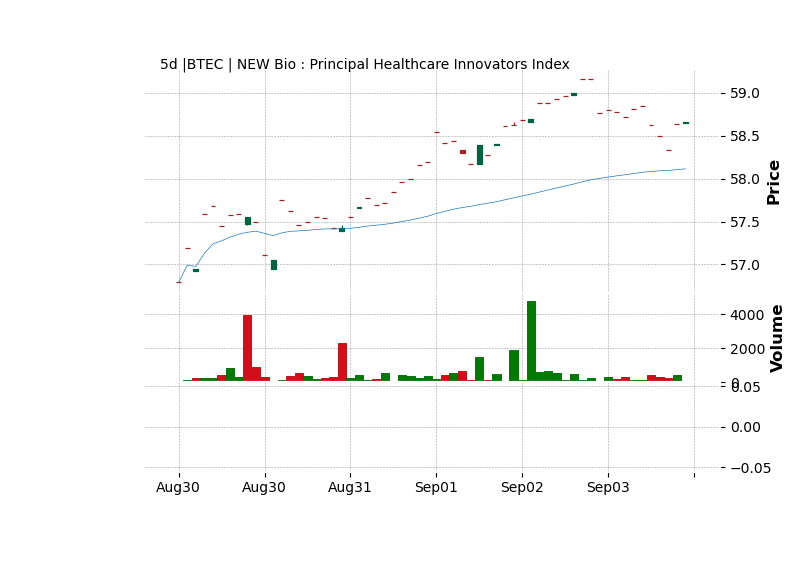 5d |BTEC | NEW Bio : Principal Healthcare Innovators Index
59.0
58.5
58.0
57.5
57.0
Price
4000
2000
0
Volume
0.05
0.00
−0.05
Aug30 Aug30 Aug31 Sep01 Sep02 Sep03